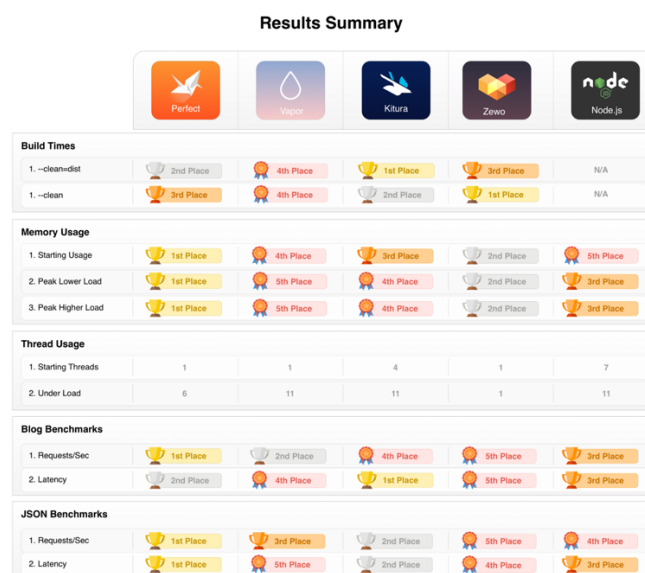 Results Summary
Perfect Vapor Kitura Zewo node JS Node.js
Build Times
1. --clean=dist 2nd Place 4th Place 1st Place 3rd Place N/A
1. --clean 3rd Place 4th Place 2nd Place 1st Place N/A
Memory Usage
1. Starting Usage 1st Place 4th Place 3rd Place 2nd Place 5th Place
2. Peak Lower Load 1st Place 5th Place 4th Place 2nd Place 3rd Place
3. Peak Higher Load 1st Place 5th Place 4th Place 2nd Place 3rd Place
Thread Usage
1. Starting Threads 1 1 4 1 7
2. Under Load 6 11 11 1 11
Blog Benchmarks
1. Requests/Sec 1st Place 2nd Place 4th Place 5th Place 3rd Place
2. Latency 2nd Place 4th Place 1st Place 5th Place 3rd Place
JSON Benchmarks
1. Requests/Sec 1st Place 3rd Place 2nd Place 5th Place 4th Place
2. Latency 1st Place 5th Place 2nd Place 4th Place 3rd Place